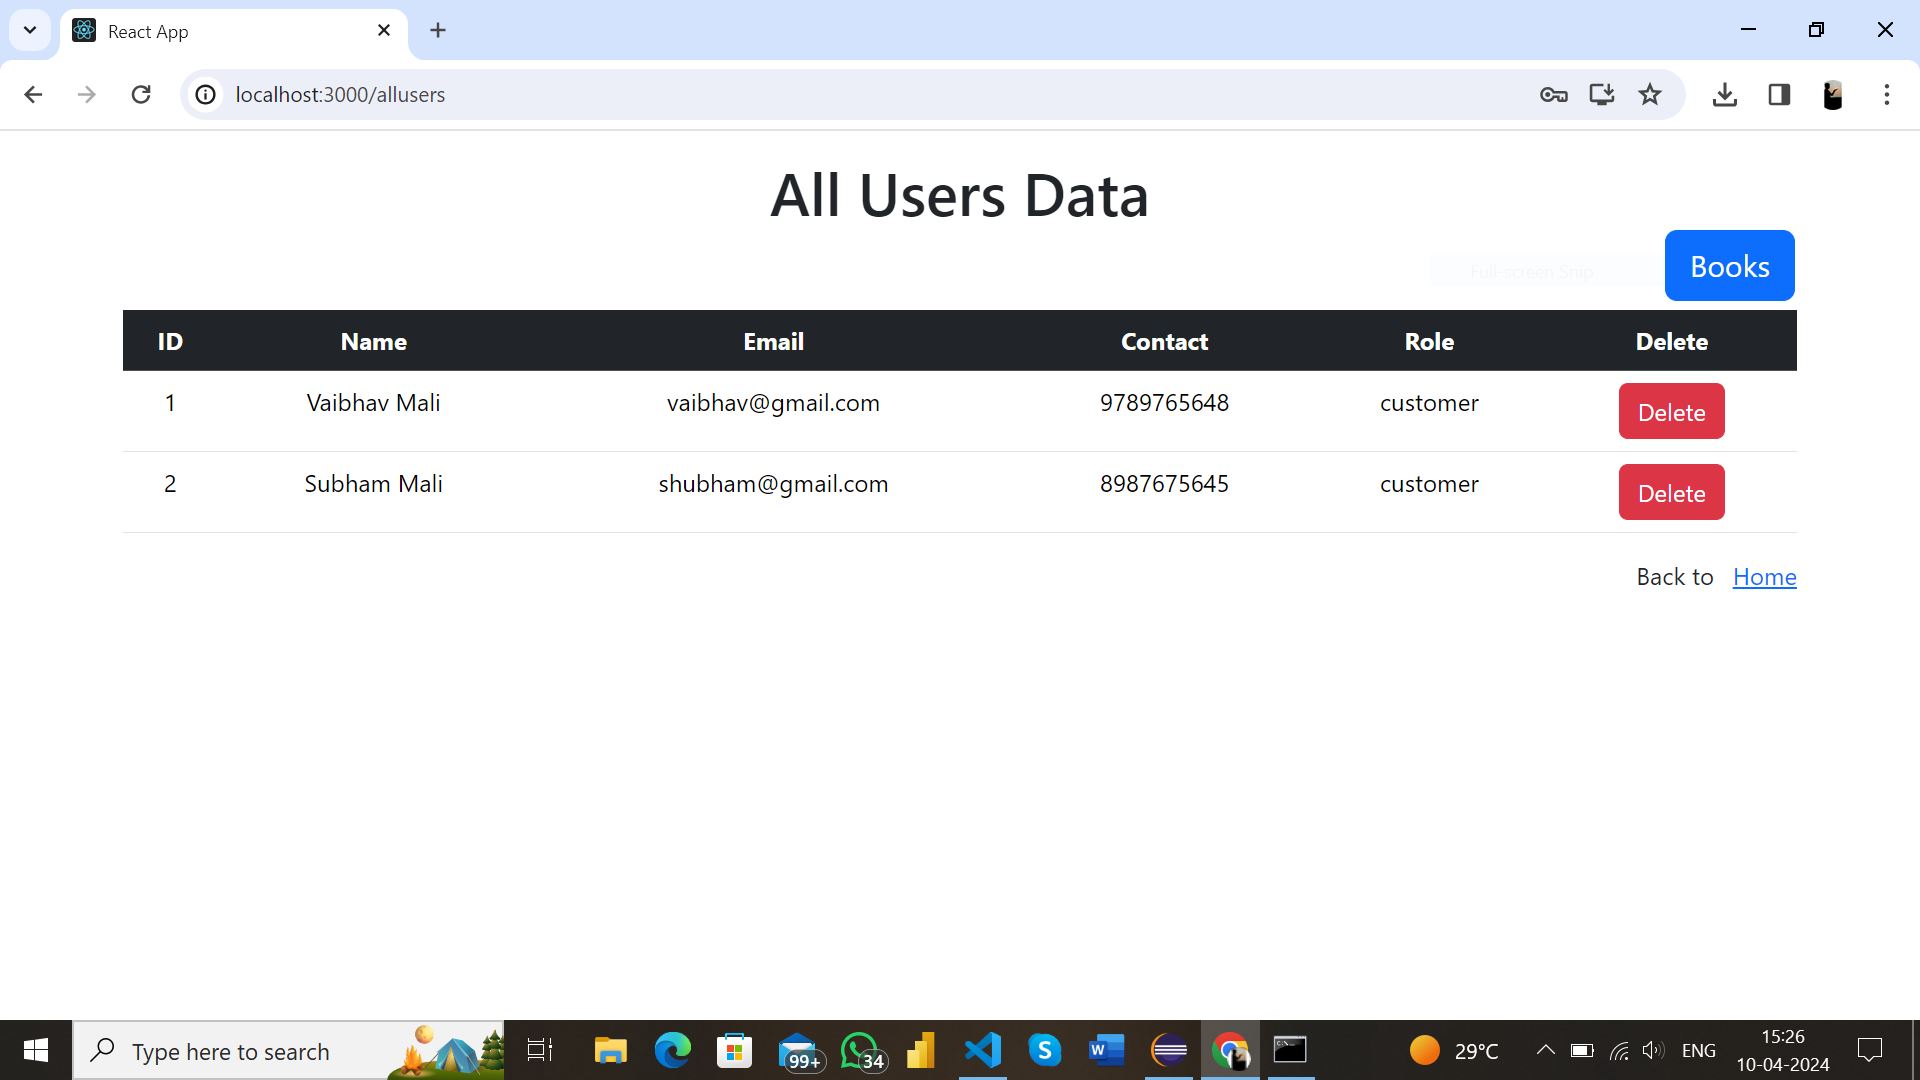 React App
localhost:3000/allusers
All Users Data
Full-screen Snip
Books
ID Name Email Contact Role Delete
1 Vaibhav Mali vaibhav@gmail.com 9789765648 customer Delete
2 Subham Mali shubham@gmail.com 8987675645 customer Delete
Back to Home
Type here to search
99+
34
29°C
ENG
15:26
10-04-2024